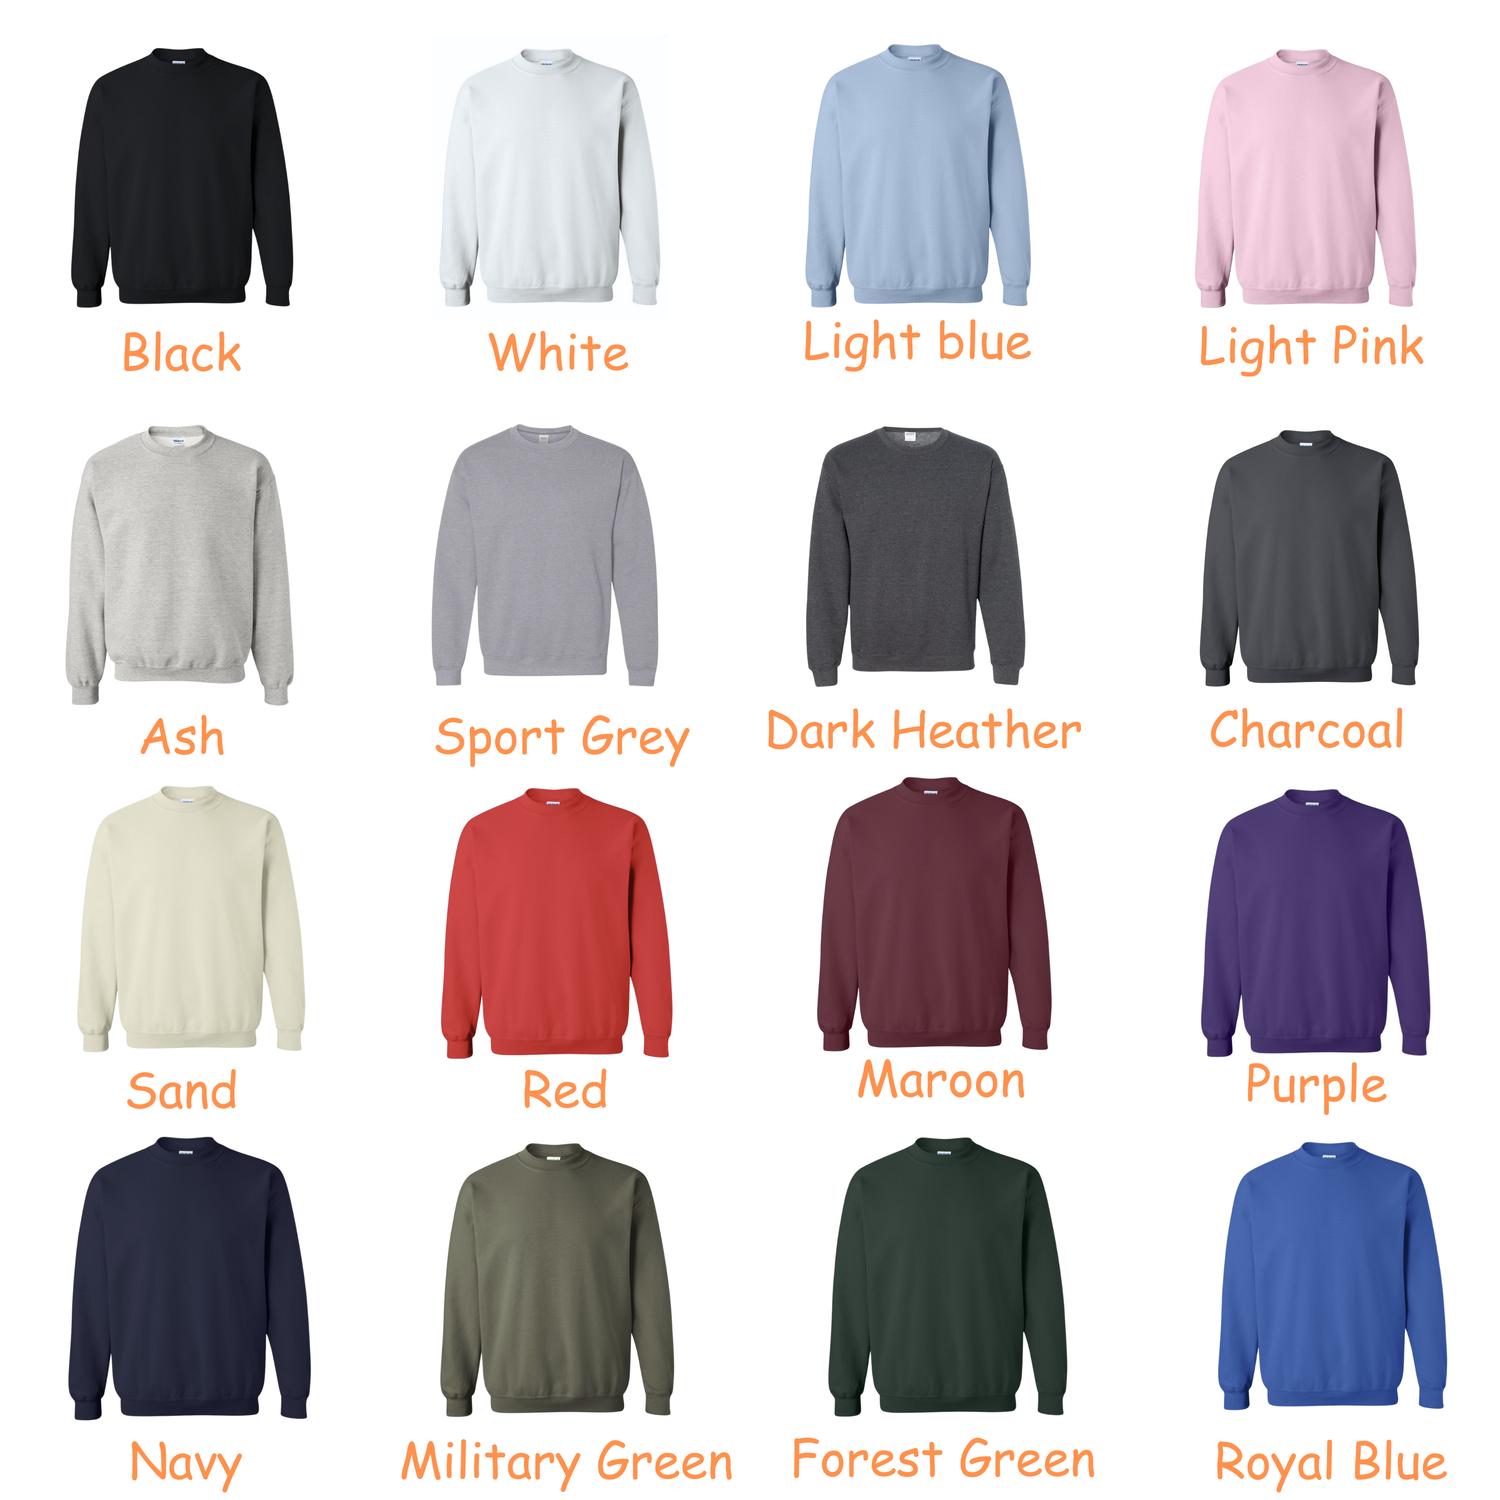 Black
White
Light blue
Light Pink
Ash
Sport Grey
Dark Heather
Charcoal
Sand
Red
Maroon
Purple
Navy
Military Green
Forest Green
Royal Blue